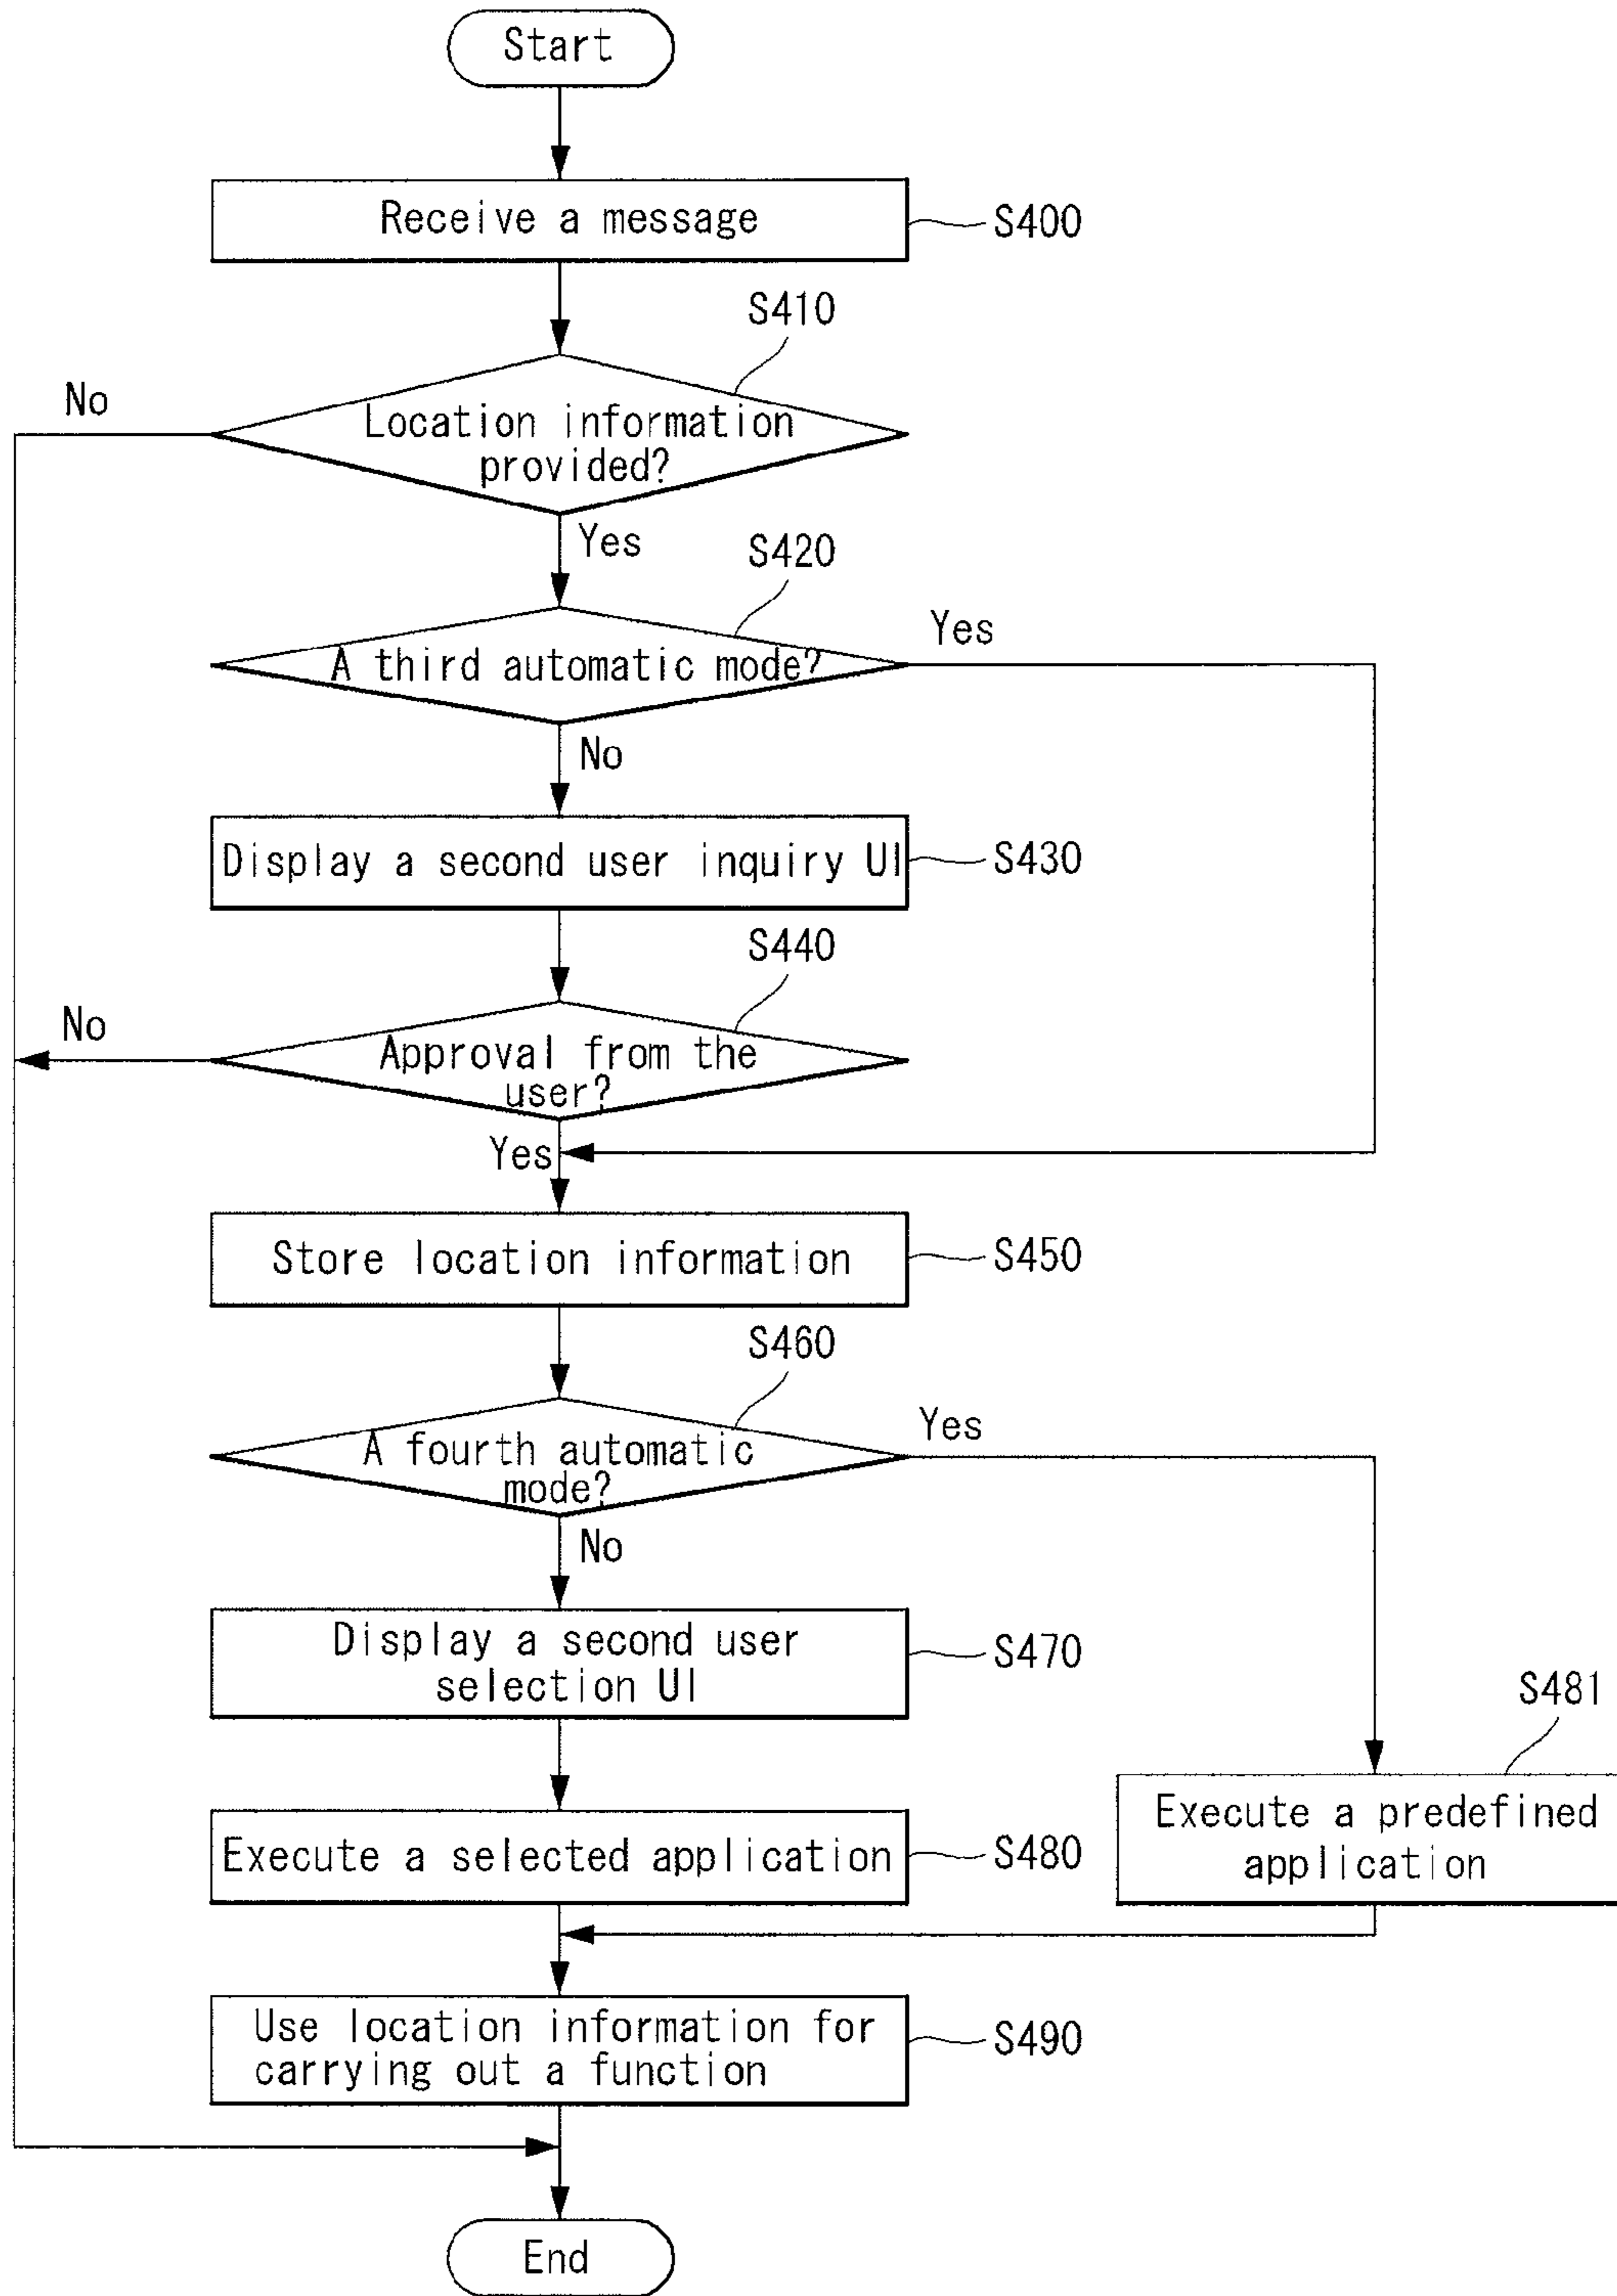 Start
Receive a message
S400
S410
No
Location information
provided?
Yes
S420
Yes
A third automatic mode?
No
Display a second user inquiry UI
S430
S440
No
Approval from the
user?
Yes
Store location information
S450
S460
Yes
A fourth automatic
mode?
No
Display a second user
selection UI
S470
S481
Execute a selected application
S480
Execute a predefined
application
Use location information for
carrying out a function
S490
End